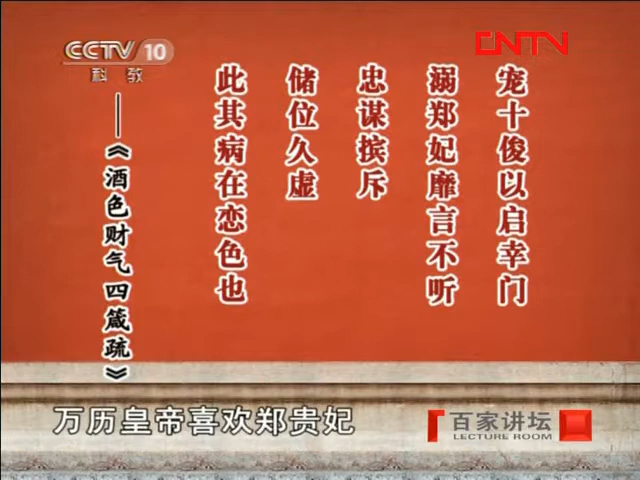 CCTV 10
科教
CNTV
宠十俊以启幸门
溺郑妃靡言不听
忠谋摈斥
储位久虚
此其病在恋色也
——《酒色财气四箴疏》
万历皇帝喜欢郑贵妃
百家讲坛
LECTURE ROOM